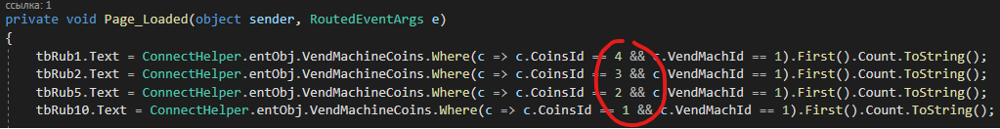 ссылка: 1
private void Page_Loaded(object sender, RoutedEventArgs e)
{
tbRub1.Text = ConnectHelper.entObj.VendMachineCoins.Where(c => c.CoinsId == 4 && c.VendMachId == 1).First().Count.ToString();
tbRub2.Text = ConnectHelper.entObj.VendMachineCoins.Where(c => c.CoinsId == 3 && c.VendMachId == 1).First().Count.ToString();
tbRub5.Text = ConnectHelper.entObj.VendMachineCoins.Where(c => c.CoinsId == 2 && c.VendMachId == 1).First().Count.ToString();
tbRub10.Text = ConnectHelper.entObj.VendMachineCoins.Where(c => c.CoinsId == 1 && c.VendMachId == 1).First().Count.ToString();